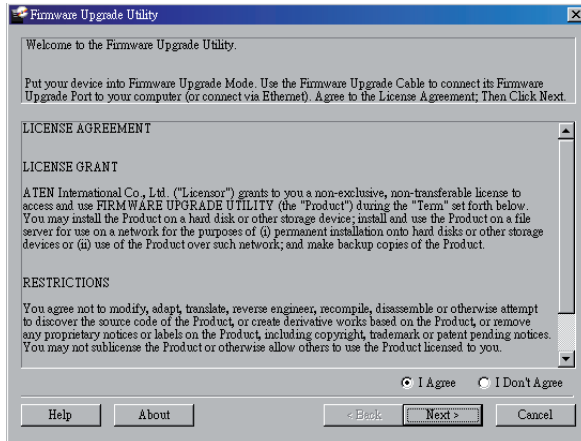 Firmware Upgrade Utility
Welcome to the Firmware Upgrade Utility.
Put your device into Firmware Upgrade Mode. Use the Firmware Upgrade Cable to connect its Firmware
Upgrade Port to your computer (or connect via Ethernet). Agree to the License Agreement; Then Click Next.
LICENSE AGREEMENT
LICENSE GRANT
ATEN International Co., Ltd. ("Licensor") grants to you a non-exclusive, non-transferable license to
access and use FIRMWARE UPGRADE UTILITY (the "Product") during the "Term" set forth below.
You may install the Product on a hard disk or other storage device; install and use the Product on a file
server for use on a network for the purposes of (i) permanent installation onto hard disks or other storage
devices or (ii) use of the Product over such network; and make backup copies of the Product.
RESTRICTIONS
You agree not to modify, adapt, translate, reverse engineer, recompile, disassemble or otherwise attempt
to discover the source code of the Product, or create derivative works based on the Product, or remove
any proprietary notices or labels on the Product, including copyright, trademark or patent pending notices.
You may not sublicense the Product or otherwise allow others to use the Product licensed to you.
I Agree I Don't Agree
Help About < Back Next > Cancel